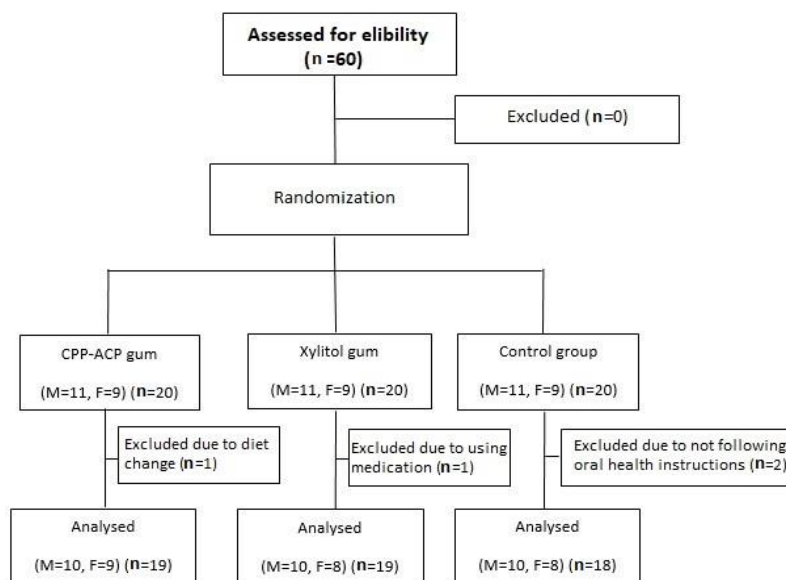 Assessed for elibility
(n =60)
Excluded (n=0)
Randomization
CPP-ACP gum
(M=11, F=9) (n=20)
Xylitol gum
(M=11, F=9) (n=20)
Control group
(M=11, F=9) (n=20)
Excluded due to diet
change (n=1)
Excluded due to using
medication (n=1)
Excluded due to not following
oral health instructions (n=2)
Analysed
(M=10, F=9) (n=19)
Analysed
(M=10, F=8) (n=19)
Analysed
(M=10, F=8) (n=18)